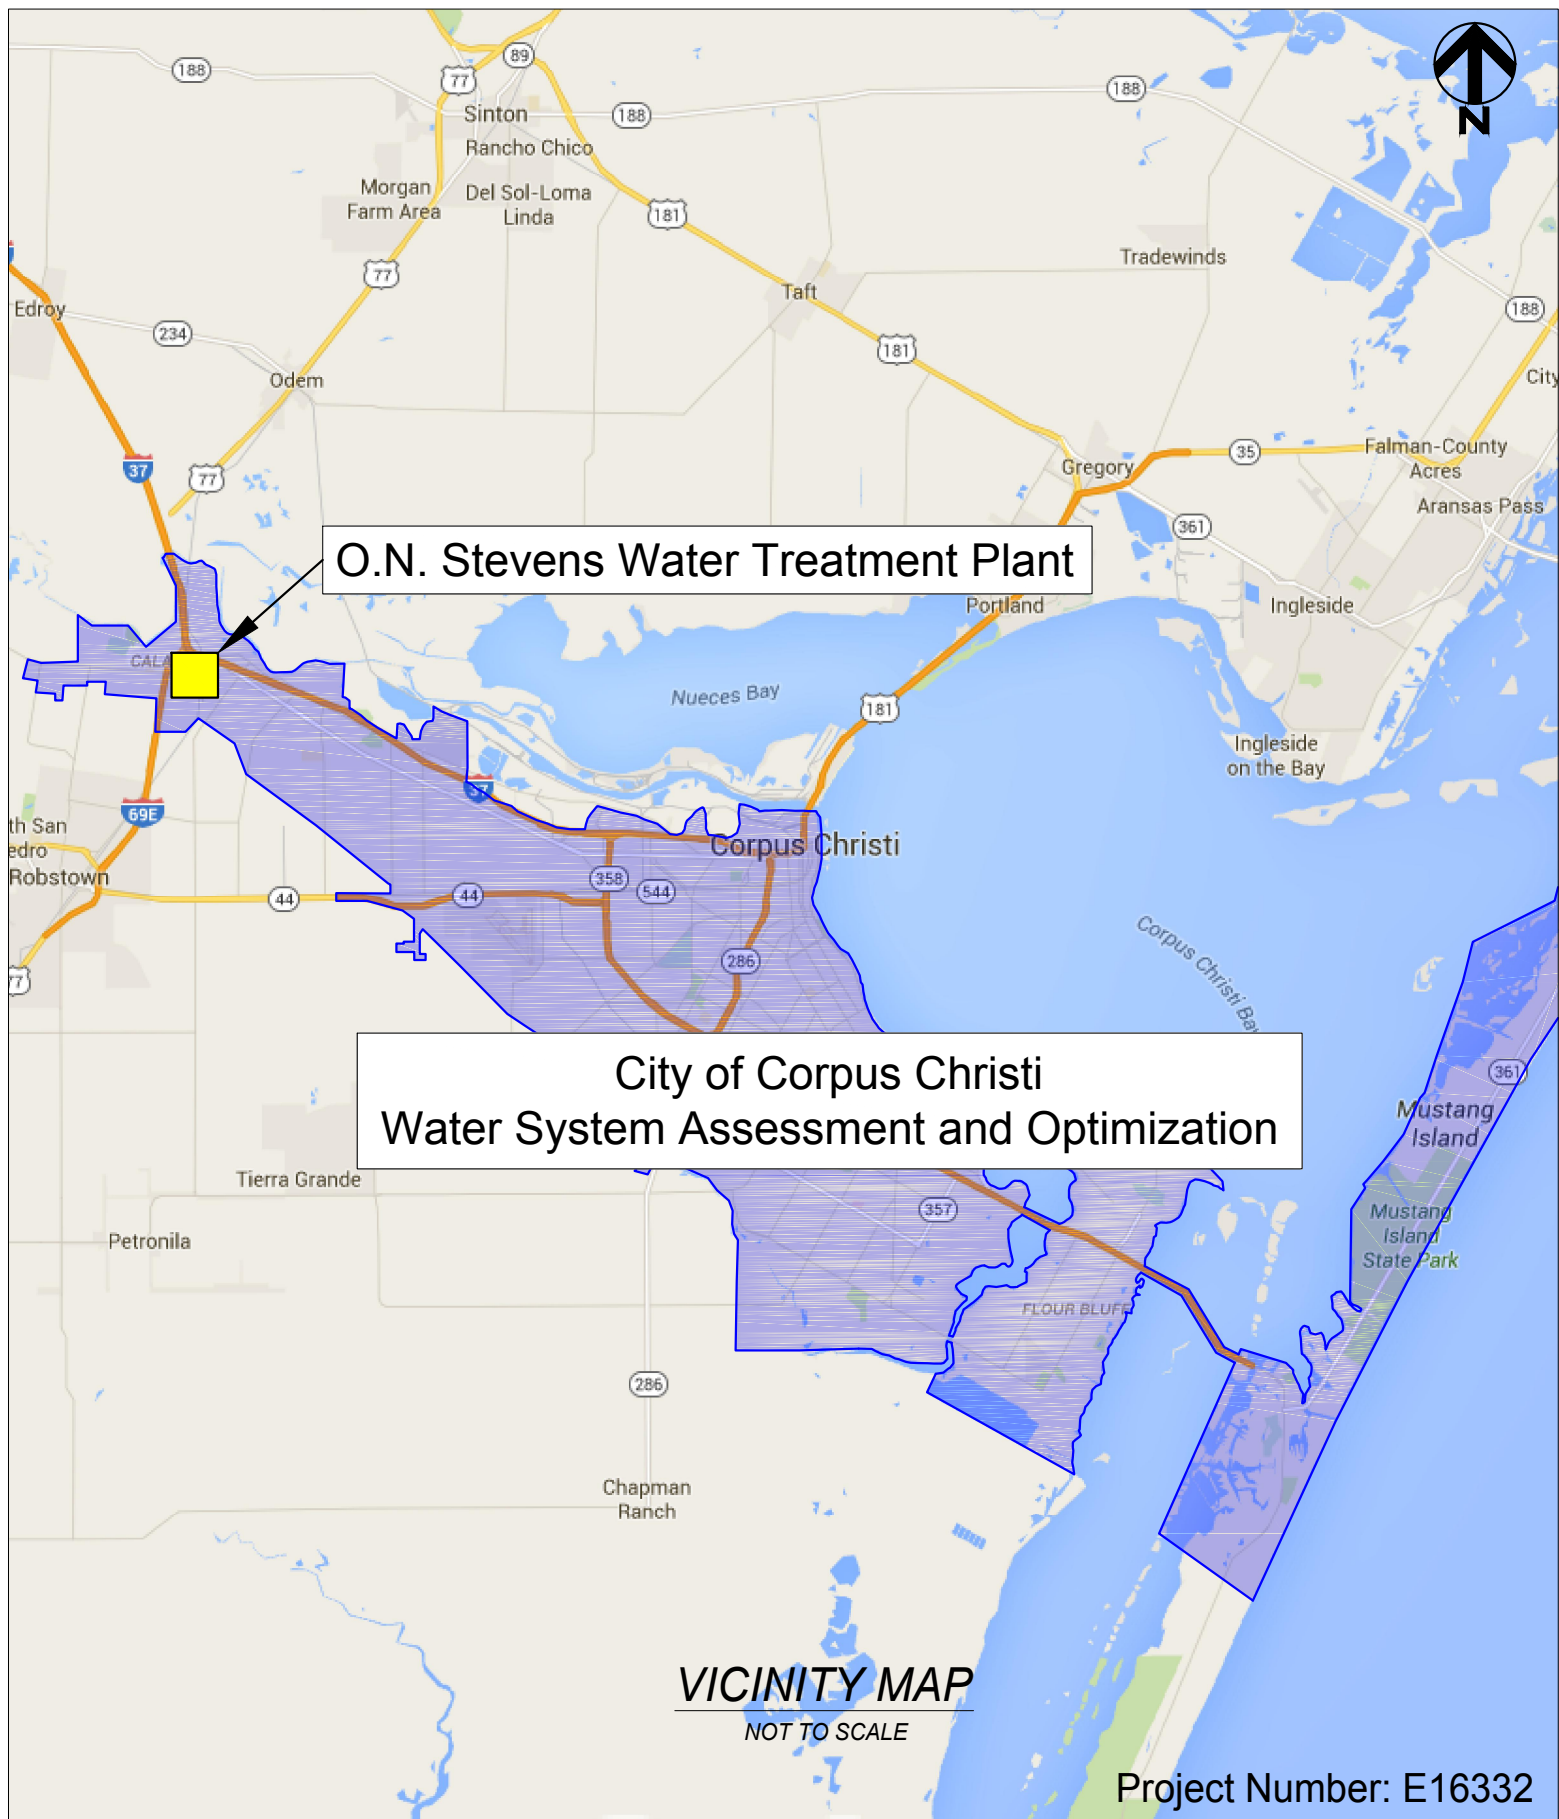 89
188
77
188
Sinton
188
Rancho Chico
Morgan
Farm Area
Del Sol-Loma
Linda
N
181
77
Tradewinds
Taft
Edroy
234
188
181
Odem
City
37
77
Gregory
35
Falman-County
Acres
Aransas Pass
361
O.N. Stevens Water Treatment Plant
Portland
Ingleside
CALA
Nueces Bay
181
Ingleside
on the Bay
37
69E
th San
edro
Robstown
Corpus Christi
358
544
44
44
286
Corpus Christi Bay
77
City of Corpus Christi
Water System Assessment and Optimization
361
Mustang
Island
Tierra Grande
357
Mustang
Island
State Park
Petronila
FLOUR BLUFF
286
Chapman
Ranch
VICINITY MAP
NOT TO SCALE
Project Number: E16332